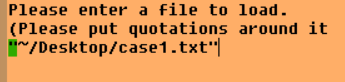 Please enter a file to load.
(Please put quotations around it
"~/Desktop/case1.txt"